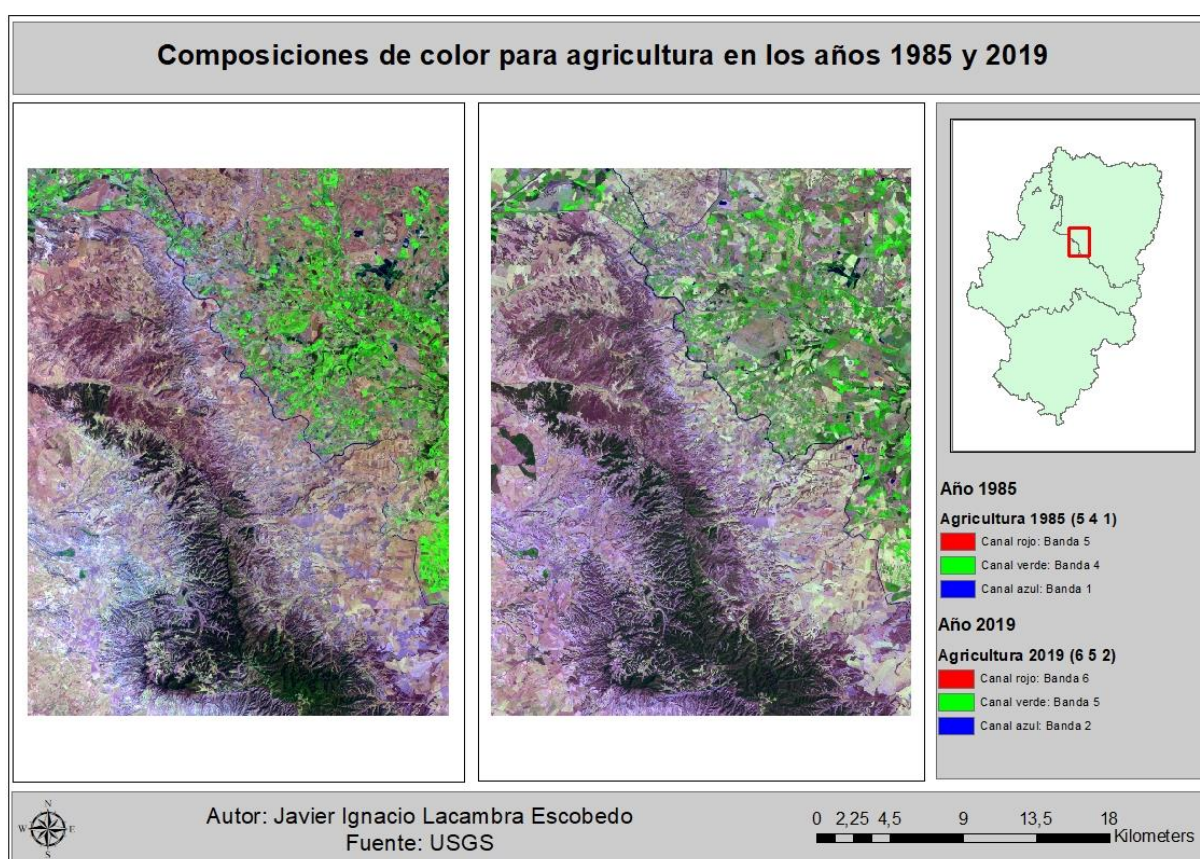 Composiciones de color para agricultura en los años 1985 y 2019
Año 1985
Agricultura 1985 (5 4 1)
Canal rojo: Banda 5
Canal verde: Banda 4
Canal azul: Banda 1
Año 2019
Agricultura 2019 (6 5 2)
Canal rojo: Banda 6
Canal verde: Banda 5
Canal azul: Banda 2
N
W E
S
Autor: Javier Ignacio Lacambra Escobedo
Fuente: USGS
0 2,25 4,5 9 13,5 18
Kilometers